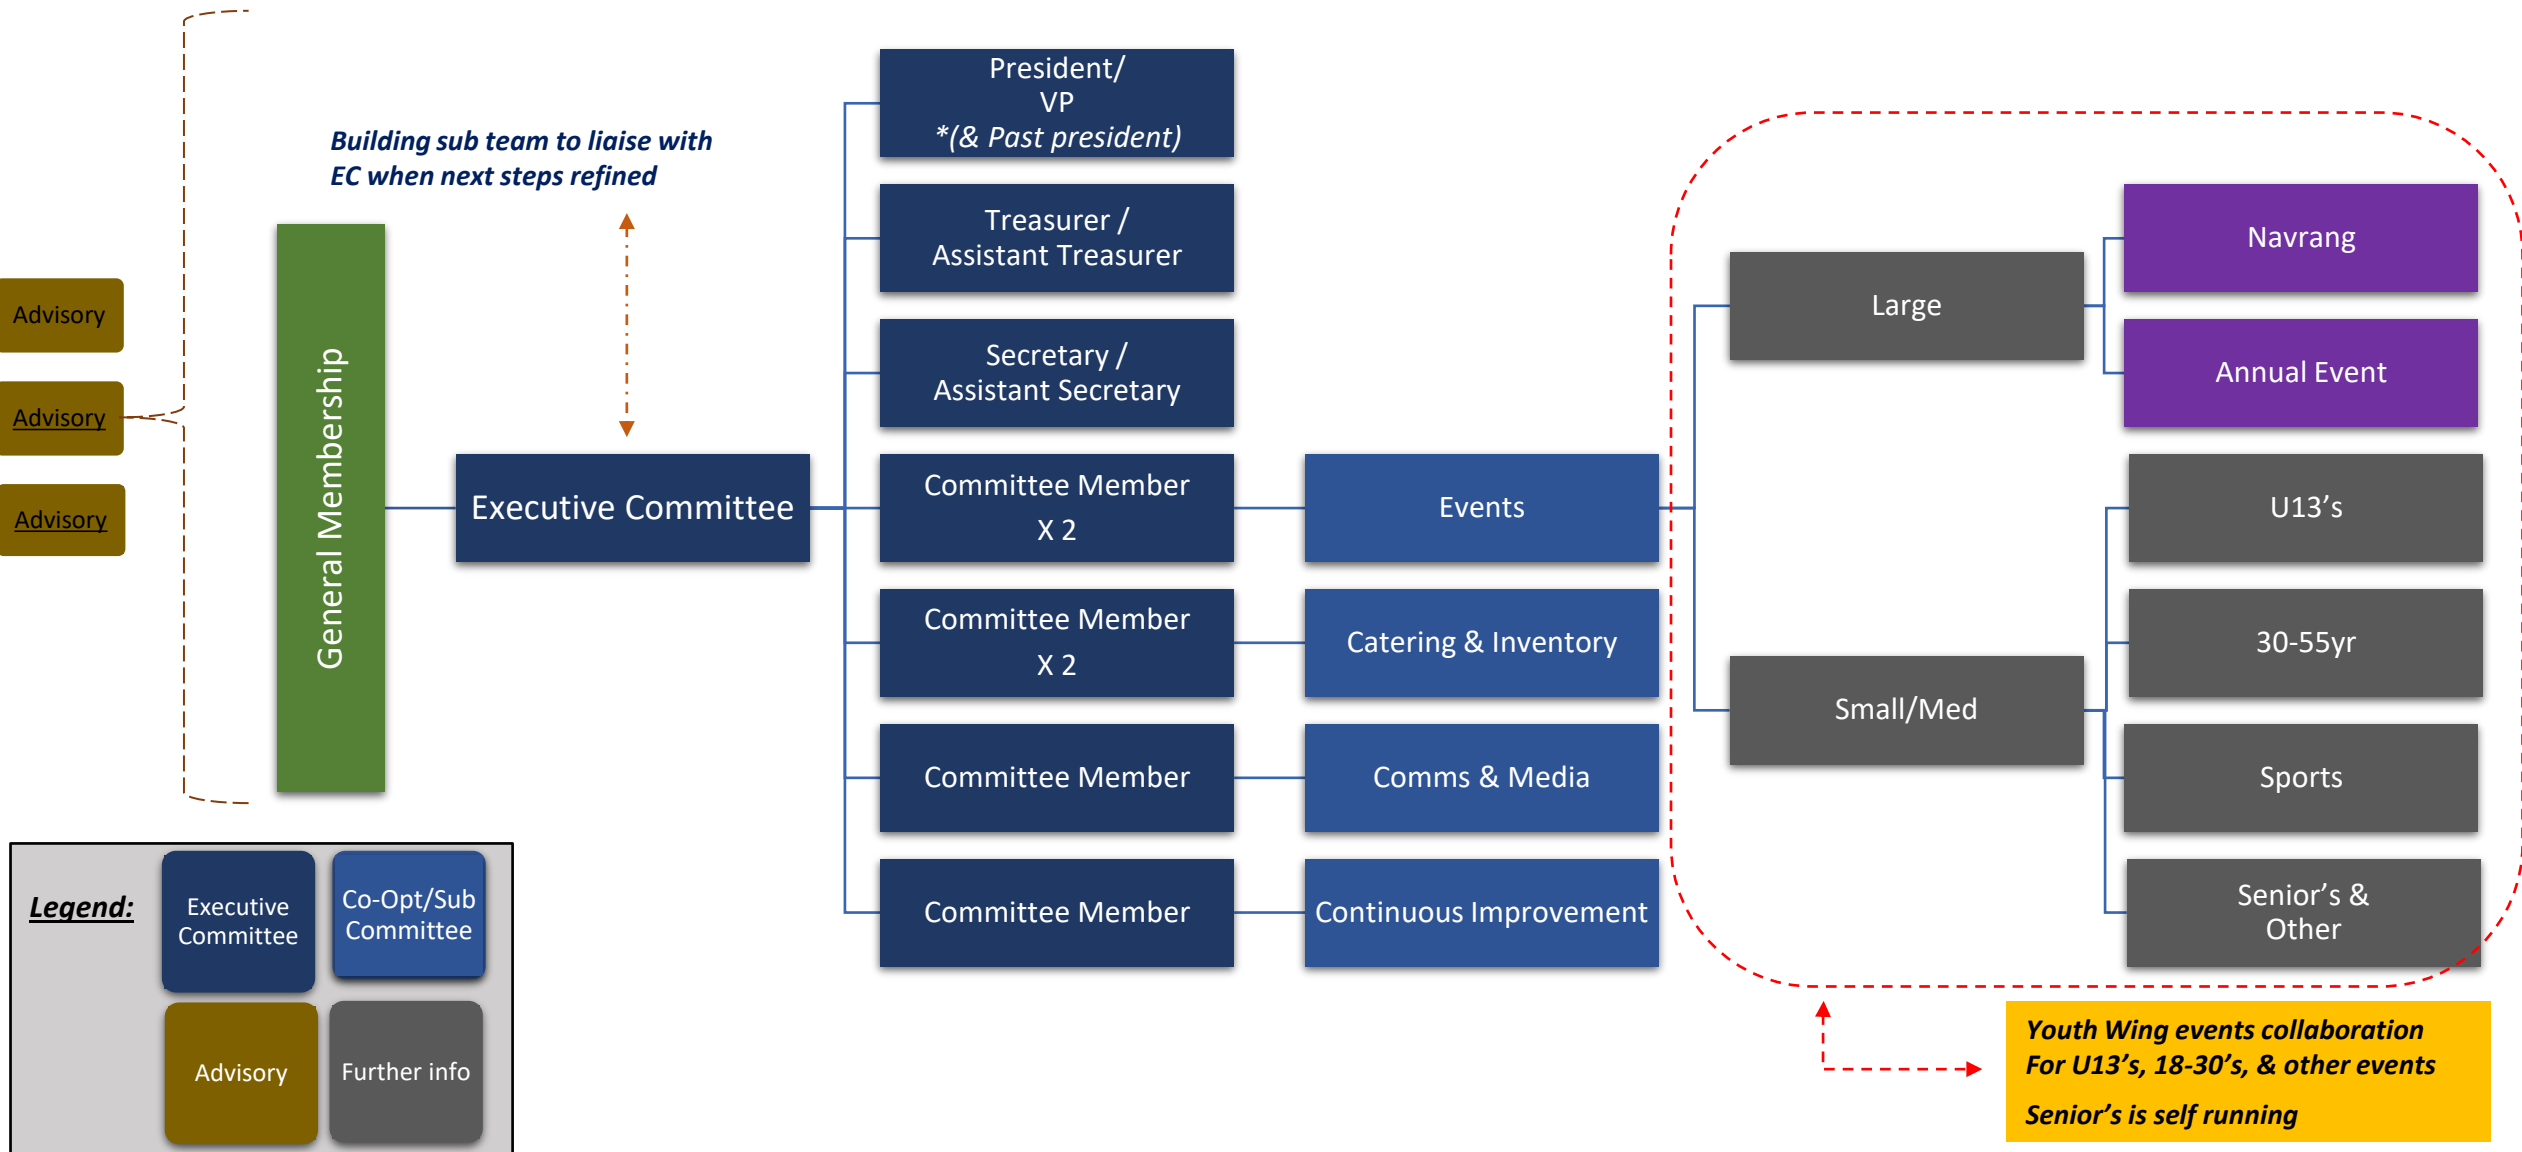 Advisory
Advisory
Advisory
General Membership
Building sub team to liaise with
EC when next steps refined
Executive Committee
President/
VP
*(& Past president)
Treasurer /
Assistant Treasurer
Secretary /
Assistant Secretary
Committee Member
X 2
Committee Member
X 2
Committee Member
Committee Member
Events
Catering & Inventory
Comms & Media
Continuous Improvement
Large
Small/Med
Navrang
Annual Event
U13’s
30-55yr
Sports
Senior’s &
Other
Legend:
Executive
Committee
Co-Opt/Sub
Committee
Advisory
Further info
Youth Wing events collaboration
For U13’s, 18-30’s, & other events
Senior’s is self running